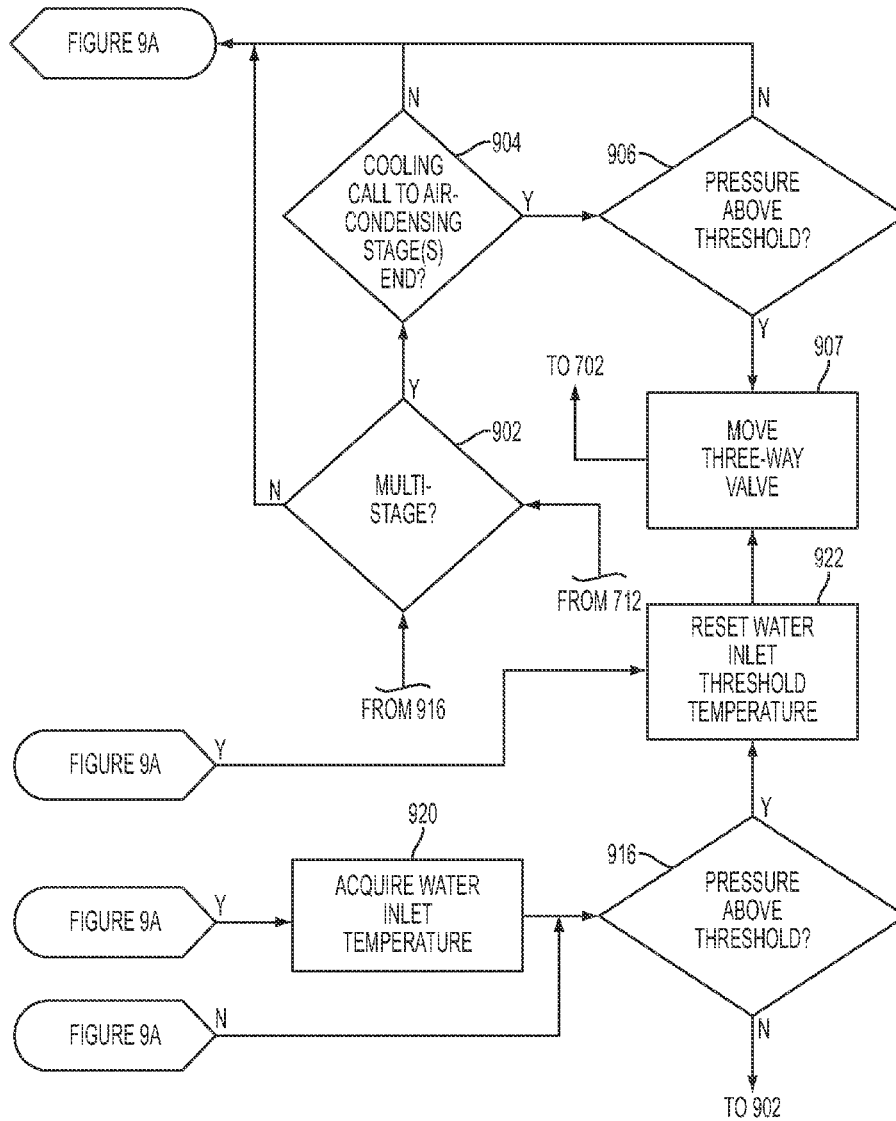 FIGURE 9A
N
N
904
COOLING
CALL TO AIR-
CONDENSING
STAGE(S)
END?
Y
906
PRESSURE
ABOVE
THRESHOLD?
Y
Y
TO 702
907
MOVE
THREE-WAY
VALVE
902
N
MULTI-
STAGE?
FROM 712
922
RESET WATER
INLET
THRESHOLD
TEMPERATURE
FROM 916
FIGURE 9A
Y
Y
920
916
FIGURE 9A
Y
ACQUIRE WATER
INLET
TEMPERATURE
PRESSURE
ABOVE
THRESHOLD?
FIGURE 9A
N
N
TO 902